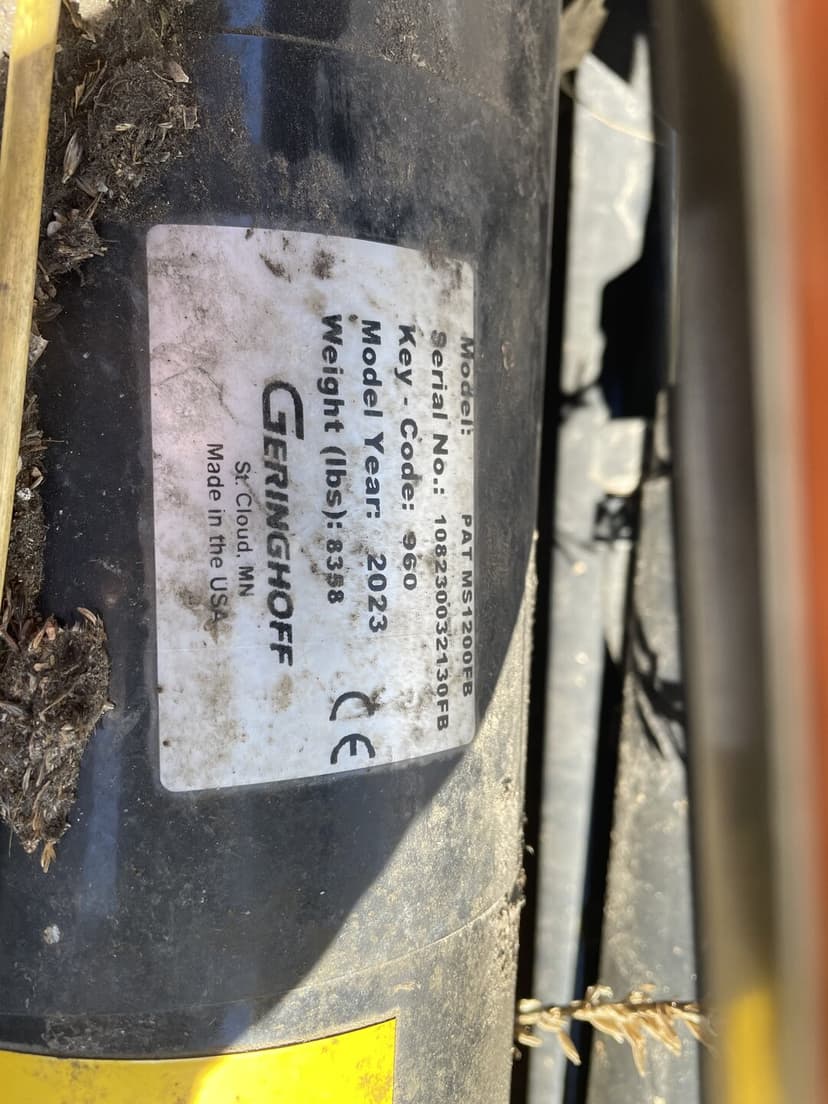 Model: PAT MS1200FB
Serial No.: 108230032130FB
Key - Code: 960
Model Year: 2023
Weight (lbs): 8358
CE
GERINGHOFF
St. Cloud, MN
Made in the USA